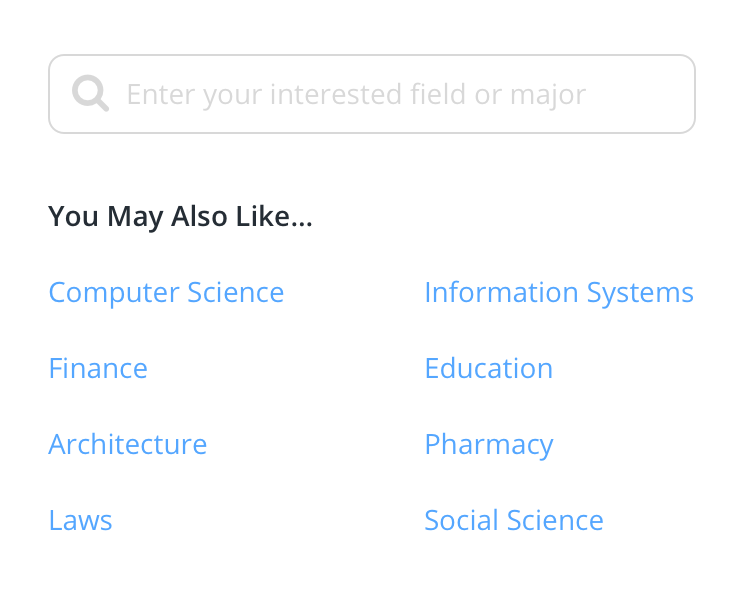 Enter your interested field or major
You May Also Like...
Computer Science
Information Systems
Finance
Education
Architecture
Pharmacy
Laws
Social Science